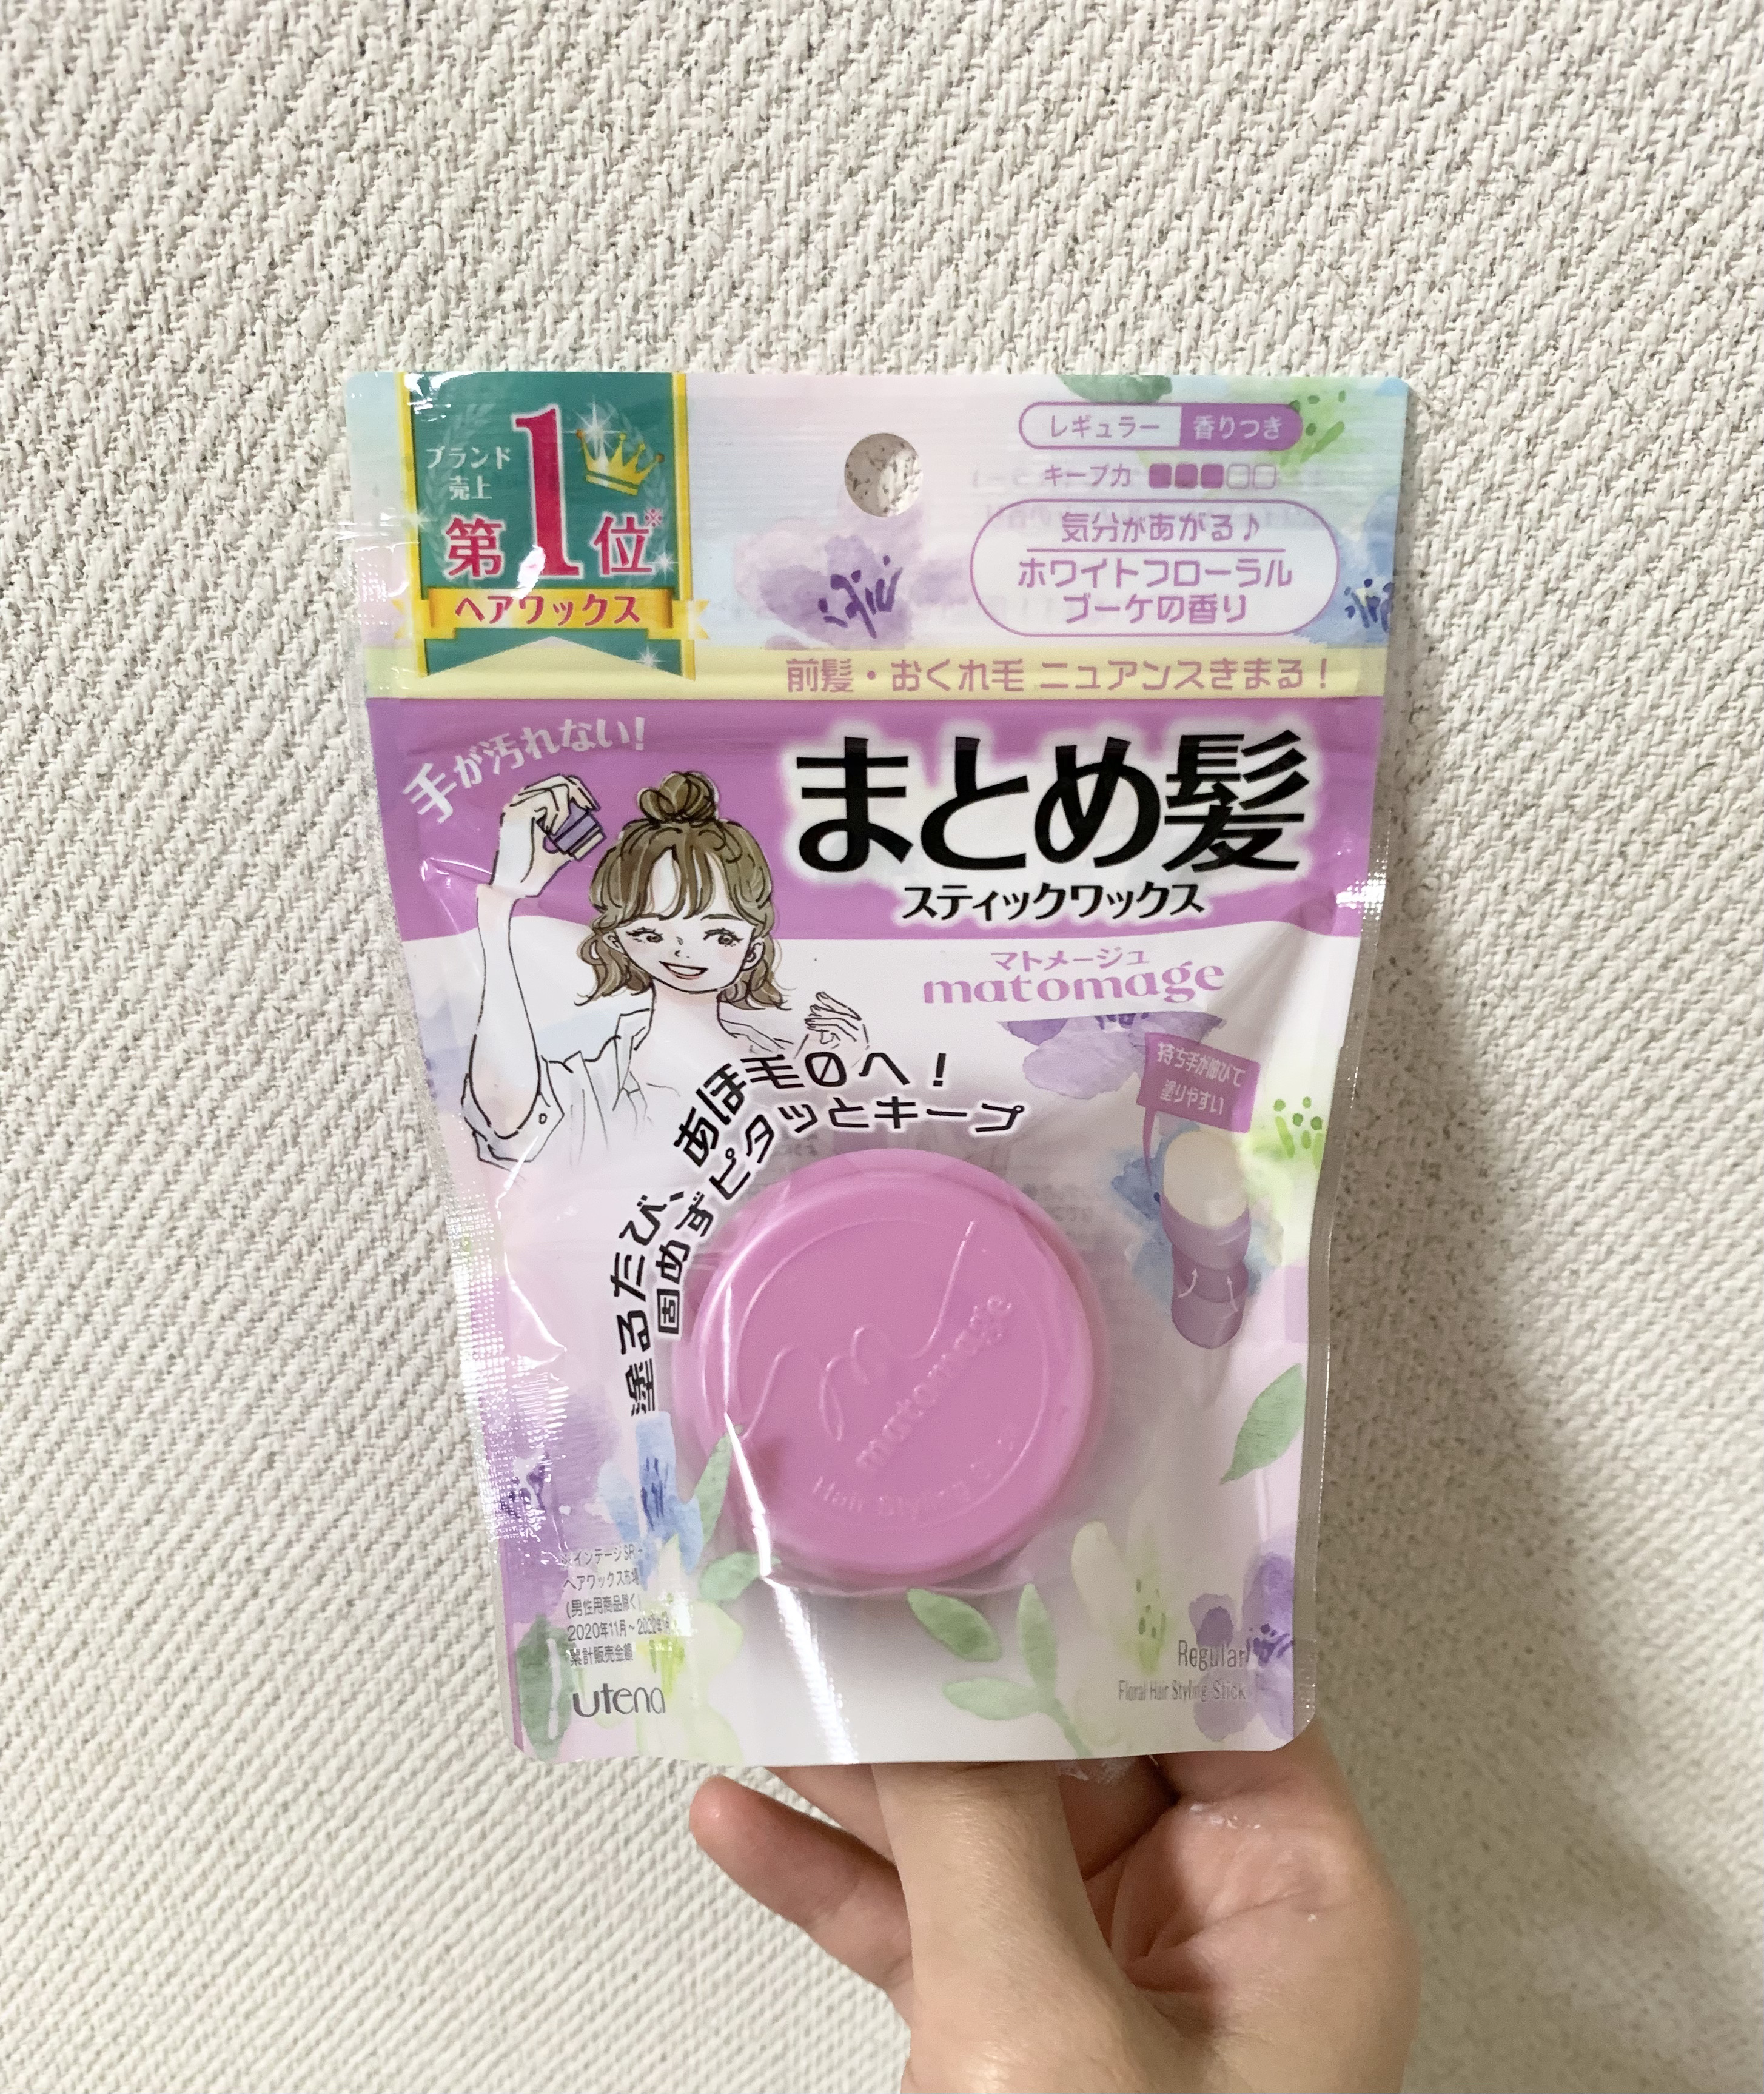 ブランド
売上
第1位※
ヘアワックス
レギュラー 香りつき
キープ力
気分があがる♪
ホワイトフローラル
ブーケの香り
前髪・おくれ毛 ニュアンスきまる！
手が汚れない！
まとめ髪
スティックワックス
マトメージュ
matomage
持ち手が伸びて
塗りやすい
塗るたび、あほ毛0へ！
固めずピタッとキープ
matomage
Hair
インテージSR
ヘアワックス市場
(男性用商品除く)
2020年11月～
累計販売金額
utena
Regular
Floral Hair Styling Stick